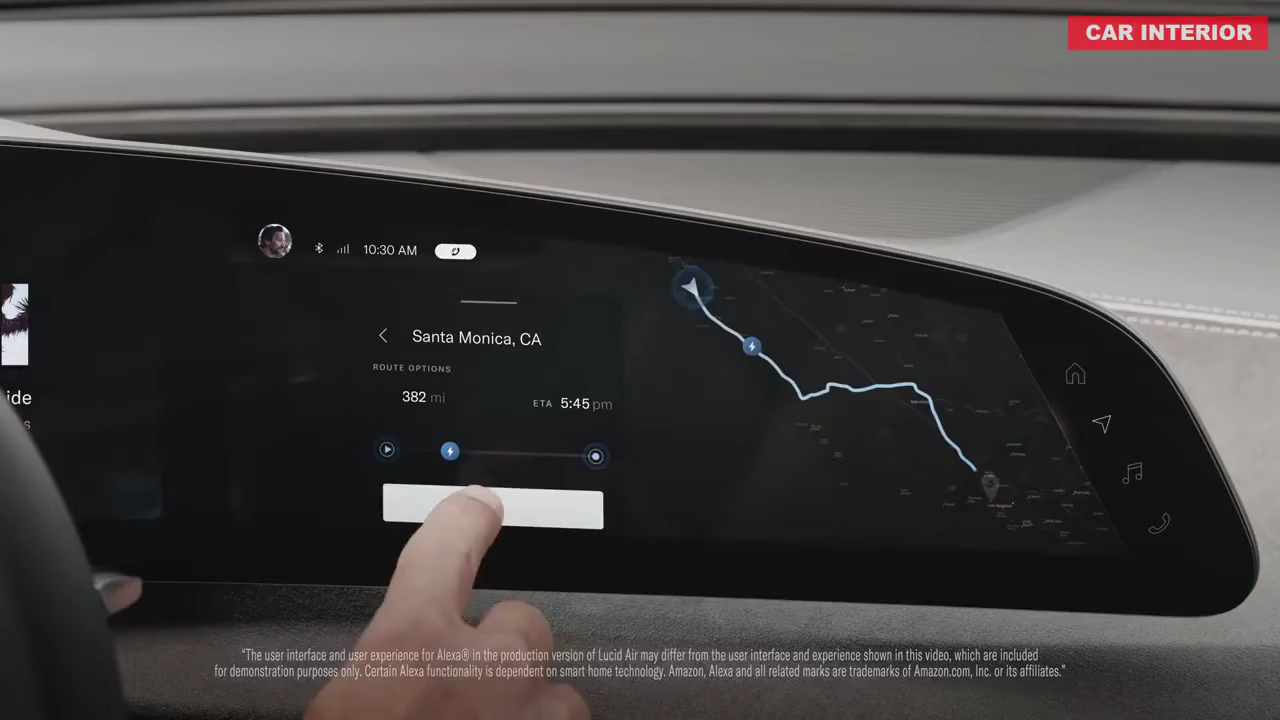 CAR INTERIOR
10:30 AM
Santa Monica, CA
ROUTE OPTIONS
382 mi
ETA 5:45 pm
ide
s
Los Angeles
"The user interface and user experience for Alexa® in the production version of Lucid Air may differ from the user interface and experience shown in this video, which are included
for demonstration purposes only. Certain Alexa functionality is dependent on smart home technology. Amazon, Alexa and all related marks are trademarks of Amazon.com, Inc. or its affiliates."